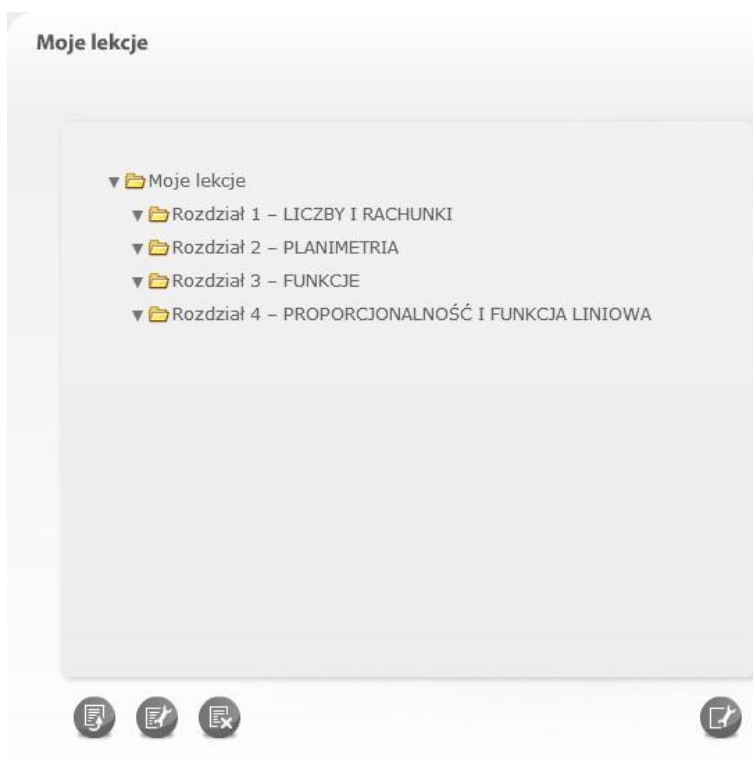 Moje lekcje
Moje lekcje
Rozdział 1 – LICZBY I RACHUNKI
Rozdział 2 – PLANIMETRIA
Rozdział 3 – FUNKCJE
Rozdział 4 – PROPORCJONALNOŚĆ I FUNKCJA LINIOWA